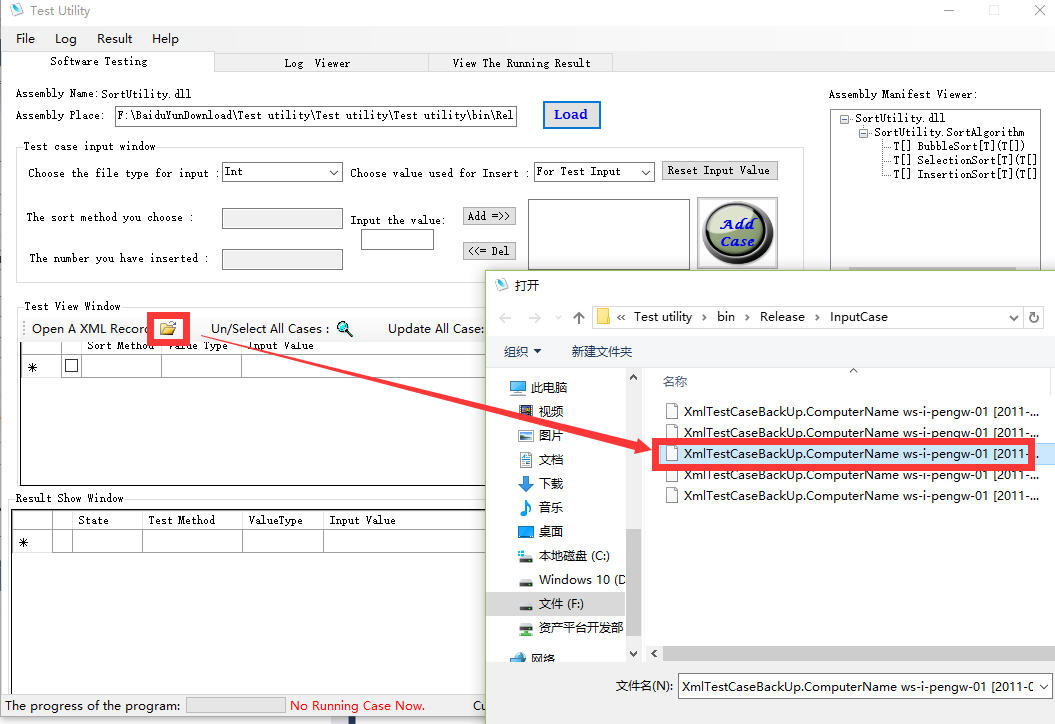 Test Utility
File Log Result Help
Software Testing Log Viewer View The Running Result
Assembly Name: SortUtility.dll
Assembly Place: F:\BaiduYunDownload\Test utility\Test utility\Test utility\bin\Rel
Load
Assembly Manifest Viewer:
SortUtility.dll
SortUtility.SortAlgorithm
T[] BubbleSort[T](T[])
T[] SelectionSort[T](T[]
T[] InsertionSort[T](T[]
Test case input window
Choose the file type for input : Int Choose value used for Insert : For Test Input Reset Input Value
The sort method you choose : Input the value: Add =>>
Add
Case
The number you have inserted : <<= Del
Test View Window
Open A XML Record Un/Select All Cases : Update All Case:
Sort Method Value Type Input Value
Result Show Window
State Test Method ValueType Input Value
The progress of the program: No Running Case Now. Cu
打开
« Test utility › bin › Release › InputCase
组织 新建文件夹
此电脑
视频
图片
文档
下载
音乐
桌面
本地磁盘 (C:)
Windows 10 (D
文件 (F:)
资产平台开发部
网络
名称
XmlTestCaseBackUp.ComputerName ws-i-pengw-01 [2011-...
XmlTestCaseBackUp.ComputerName ws-i-pengw-01 [2011-...
XmlTestCaseBackUp.ComputerName ws-i-pengw-01 [2011-...
XmlTestCaseBackUp.ComputerName ws-i-pengw-01 [2011-...
XmlTestCaseBackUp.ComputerName ws-i-pengw-01 [2011-...
文件名(N): XmlTestCaseBackUp.ComputerName ws-i-pengw-01 [2011-0